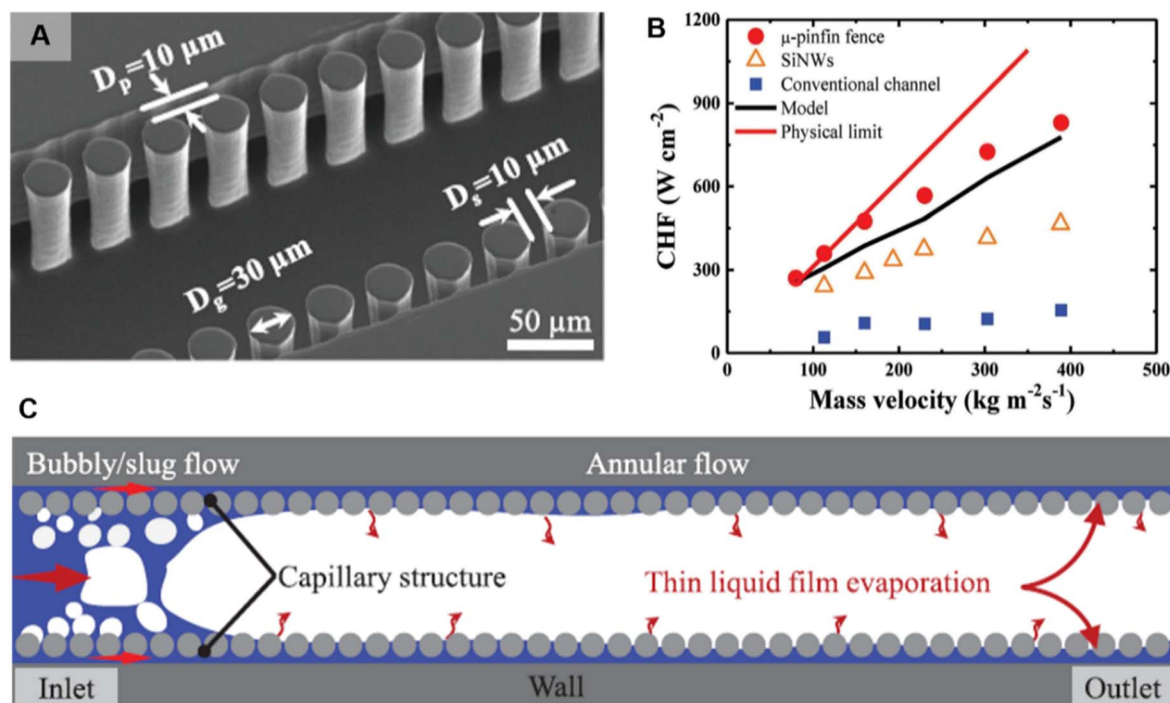 A
Dp=10 μm
Ds=10 μm
Dg=30 μm
50 μm
B
CHF (W cm⁻²)
1200
900
600
300
0
μ-pinfin fence
SiNWs
Conventional channel
Model
Physical limit
0 100 200 300 400 500
Mass velocity (kg m⁻²s⁻¹)
C
Bubbly/slug flow
Annular flow
Capillary structure
Thin liquid film evaporation
Inlet
Wall
Outlet